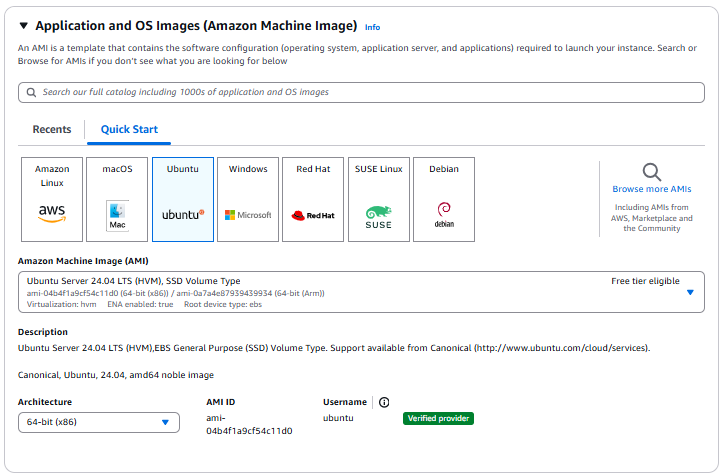 Application and OS Images (Amazon Machine Image) Info
An AMI is a template that contains the software configuration (operating system, application server, and applications) required to launch your instance. Search or
Browse for AMIs if you don't see what you are looking for below
Search our full catalog including 1000s of application and OS images
Recents Quick Start
Amazon
Linux
aws
macOS
Mac
Ubuntu
ubuntu
Windows
Microsoft
Red Hat
Red Hat
SUSE Linux
SUSE
Debian
debian
Browse more AMIs
Including AMIs from
AWS, Marketplace and
the Community
Amazon Machine Image (AMI)
Ubuntu Server 24.04 LTS (HVM), SSD Volume Type Free tier eligible
ami-04b4f1a9cf54c11d0 (64-bit (x86)) / ami-0a7a4e87939439934 (64-bit (Arm))
Virtualization: hvm ENA enabled: true Root device type: ebs
Description
Ubuntu Server 24.04 LTS (HVM),EBS General Purpose (SSD) Volume Type. Support available from Canonical (http://www.ubuntu.com/cloud/services).
Canonical, Ubuntu, 24.04, amd64 noble image
Architecture
64-bit (x86)
AMI ID
ami-
04b4f1a9cf54c11d0
Username
ubuntu
Verified provider